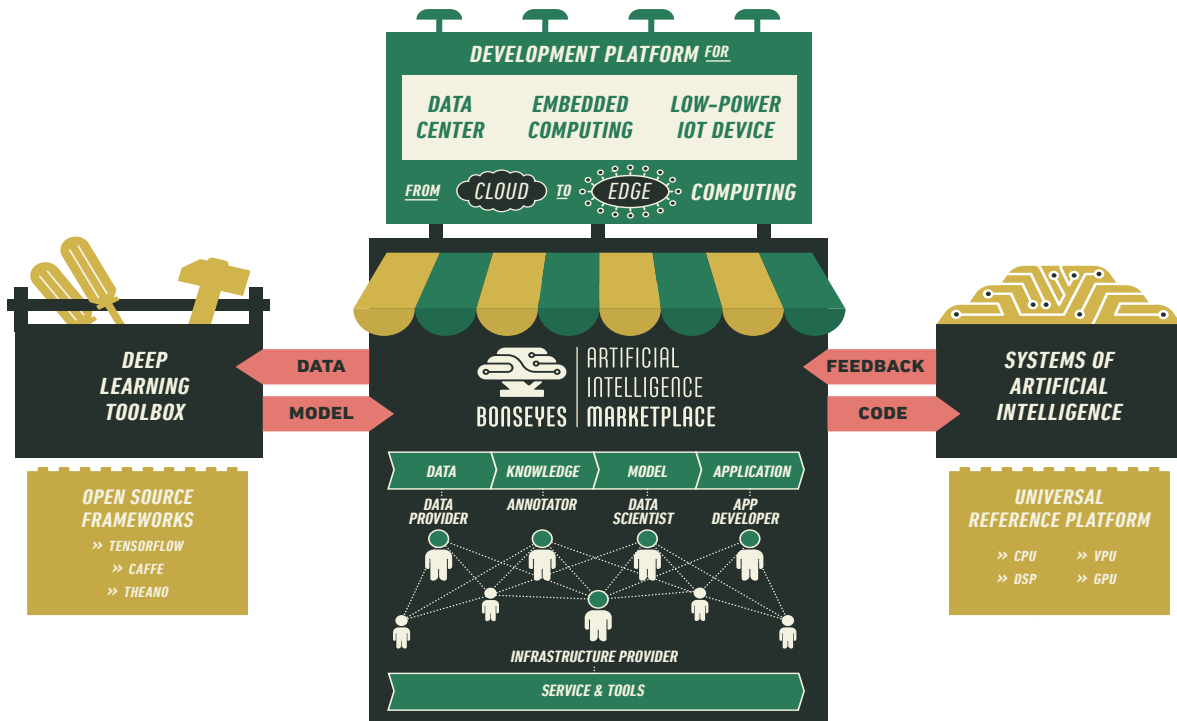 DEVELOPMENT PLATFORM FOR
DATA CENTER
EMBEDDED COMPUTING
LOW-POWER IOT DEVICE
FROM CLOUD TO EDGE COMPUTING
DEEP
LEARNING
TOOLBOX
DATA
MODEL
OPEN SOURCE
FRAMEWORKS
» TENSORFLOW
» CAFFE
» THEANO
BONSEYES
ARTIFICIAL
INTELLIGENCE
MARKETPLACE
DATA
KNOWLEDGE
MODEL
APPLICATION
DATA
PROVIDER
ANNOTATOR
DATA
SCIENTIST
APP
DEVELOPER
INFRASTRUCTURE PROVIDER
SERVICE & TOOLS
FEEDBACK
CODE
SYSTEMS OF
ARTIFICIAL
INTELLIGENCE
UNIVERSAL
REFERENCE PLATFORM
» CPU » VPU
» DSP » GPU